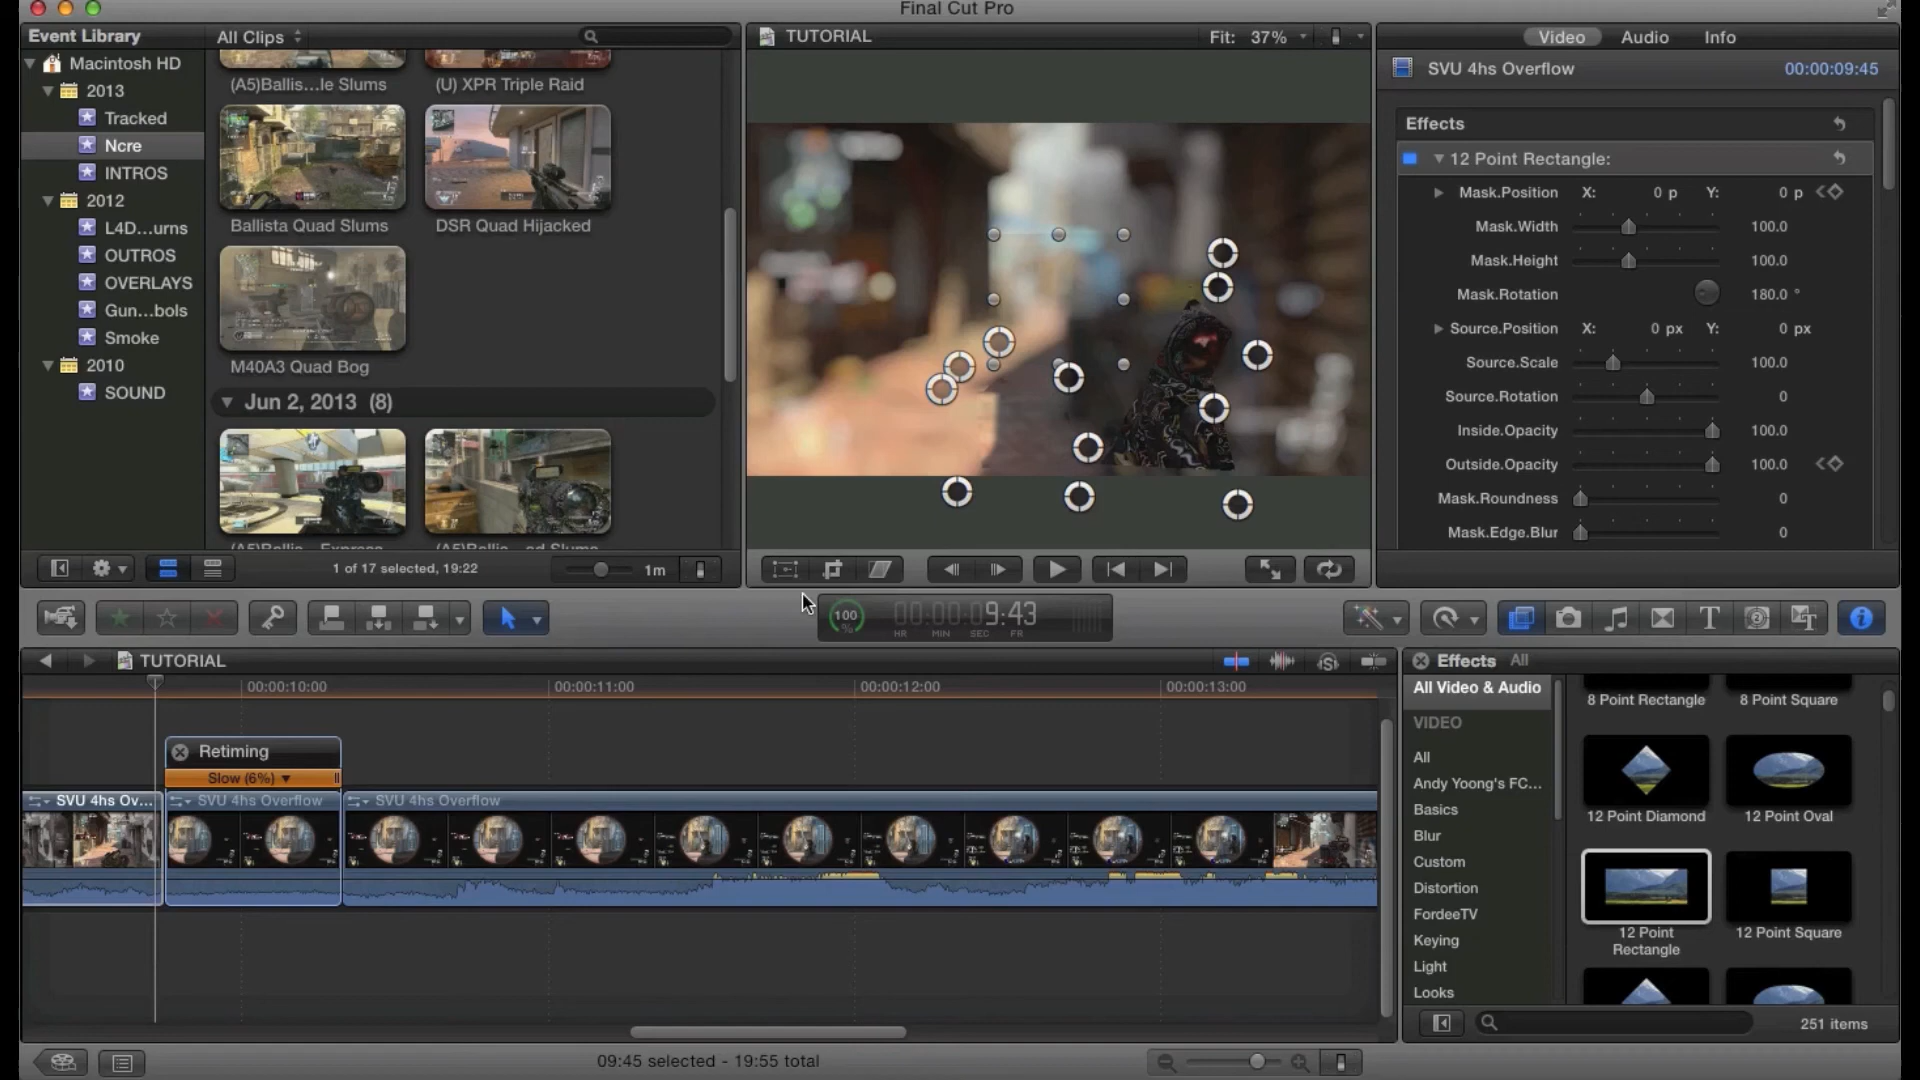 Final Cut Pro
Event Library
All Clips
Macintosh HD
2013
Tracked
Ncre
INTROS
2012
L4D...urns
OUTROS
OVERLAYS
Gun...bols
Smoke
2010
SOUND
(A5)Ballis...le Slums
(U) XPR Triple Raid
Ballista Quad Slums
DSR Quad Hijacked
M40A3 Quad Bog
Jun 2, 2013 (8)
1 of 17 selected, 19:22
1m
TUTORIAL
Fit: 37%
Video
Audio
Info
SVU 4hs Overflow
00:00:09:45
Effects
12 Point Rectangle:
Mask.Position X: 0 p Y: 0 p
Mask.Width 100.0
Mask.Height 100.0
Mask.Rotation 180.0 °
Source.Position X: 0 px Y: 0 px
Source.Scale 100.0
Source.Rotation 0
Inside.Opacity 100.0
Outside.Opacity 100.0
Mask.Roundness 0
Mask.Edge.Blur 0
100 %
00:00:09:43
HR MIN SEC FR
TUTORIAL
00:00:10:00
00:00:11:00
00:00:12:00
00:00:13:00
Retiming
Slow (6%)
SVU 4hs Ov...
SVU 4hs Overflow
SVU 4hs Overflow
09:45 selected - 19:55 total
Effects All
All Video & Audio
VIDEO
All
Andy Yoong's FC...
Basics
Blur
Custom
Distortion
FordeeTV
Keying
Light
Looks
8 Point Rectangle
8 Point Square
12 Point Diamond
12 Point Oval
12 Point
Rectangle
12 Point Square
251 items